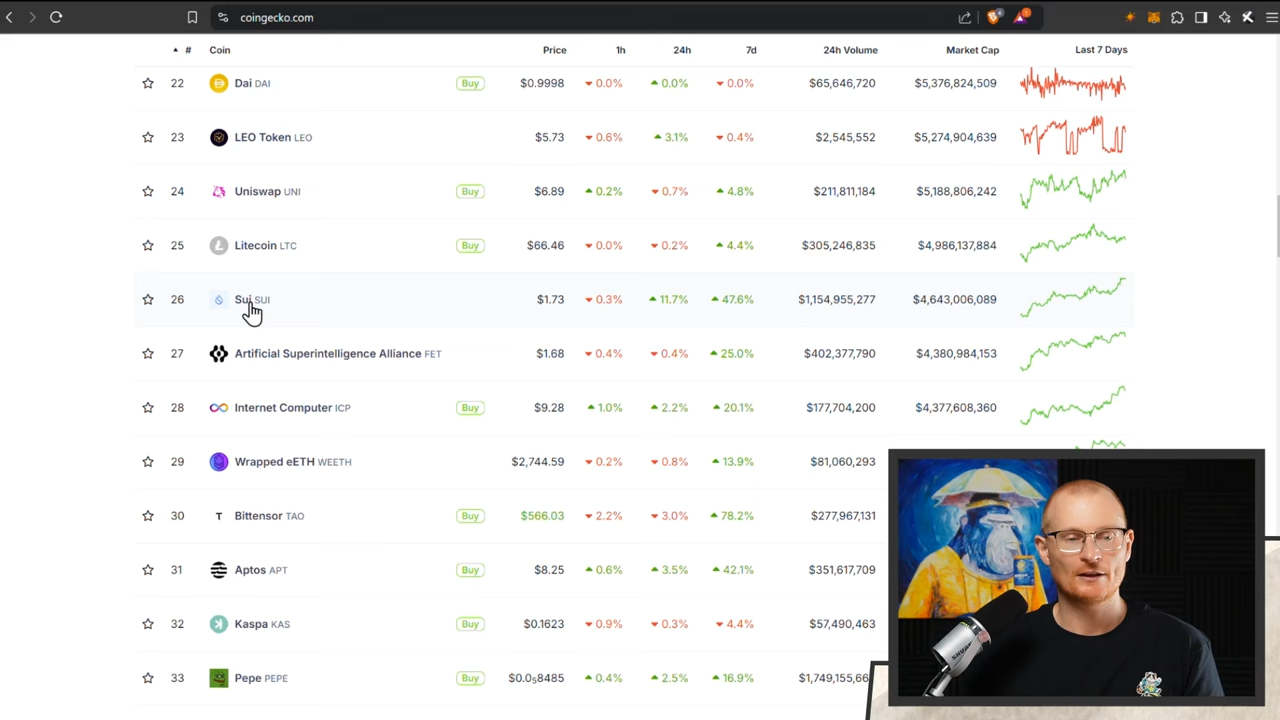 coingecko.com
# Coin Price 1h 24h 7d 24h Volume Market Cap Last 7 Days
22 Dai DAI Buy $0.9998 0.0% 0.0% 0.0% $65,646,720 $5,376,824,509
23 LEO Token LEO $5.73 0.6% 3.1% 0.4% $2,545,552 $5,274,904,639
24 Uniswap UNI Buy $6.89 0.2% 0.7% 4.8% $211,811,184 $5,188,806,242
25 Litecoin LTC Buy $66.46 0.0% 0.2% 4.4% $305,246,835 $4,986,137,884
26 Sui SUI $1.73 0.3% 11.7% 47.6% $1,154,955,277 $4,643,006,089
27 Artificial Superintelligence Alliance FET $1.68 0.4% 0.4% 25.0% $402,377,790 $4,380,984,153
28 Internet Computer ICP Buy $9.28 1.0% 2.2% 20.1% $177,704,200 $4,377,608,360
29 Wrapped eETH WEETH $2,744.59 0.2% 0.8% 13.9% $81,060,293
30 Bittensor TAO Buy $566.03 2.2% 3.0% 78.2% $277,967,131
31 Aptos APT Buy $8.25 0.6% 3.5% 42.1% $351,617,709
32 Kaspa KAS Buy $0.1623 0.9% 0.3% 4.4% $57,490,463
33 Pepe PEPE Buy $0.0₅8485 0.4% 2.5% 16.9% $1,749,155,66
SHURE